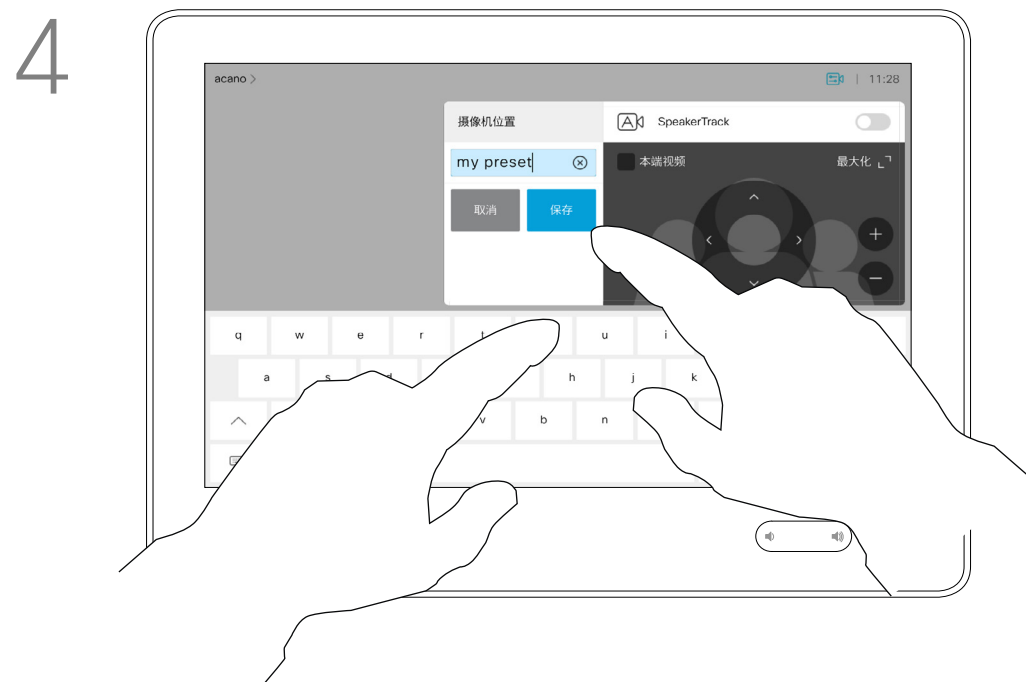 4
acano >
11:28
摄像机位置
SpeakerTrack
my preset
本端视频
最大化
取消
保存
q w e r t u i
a s d h j k
v b n